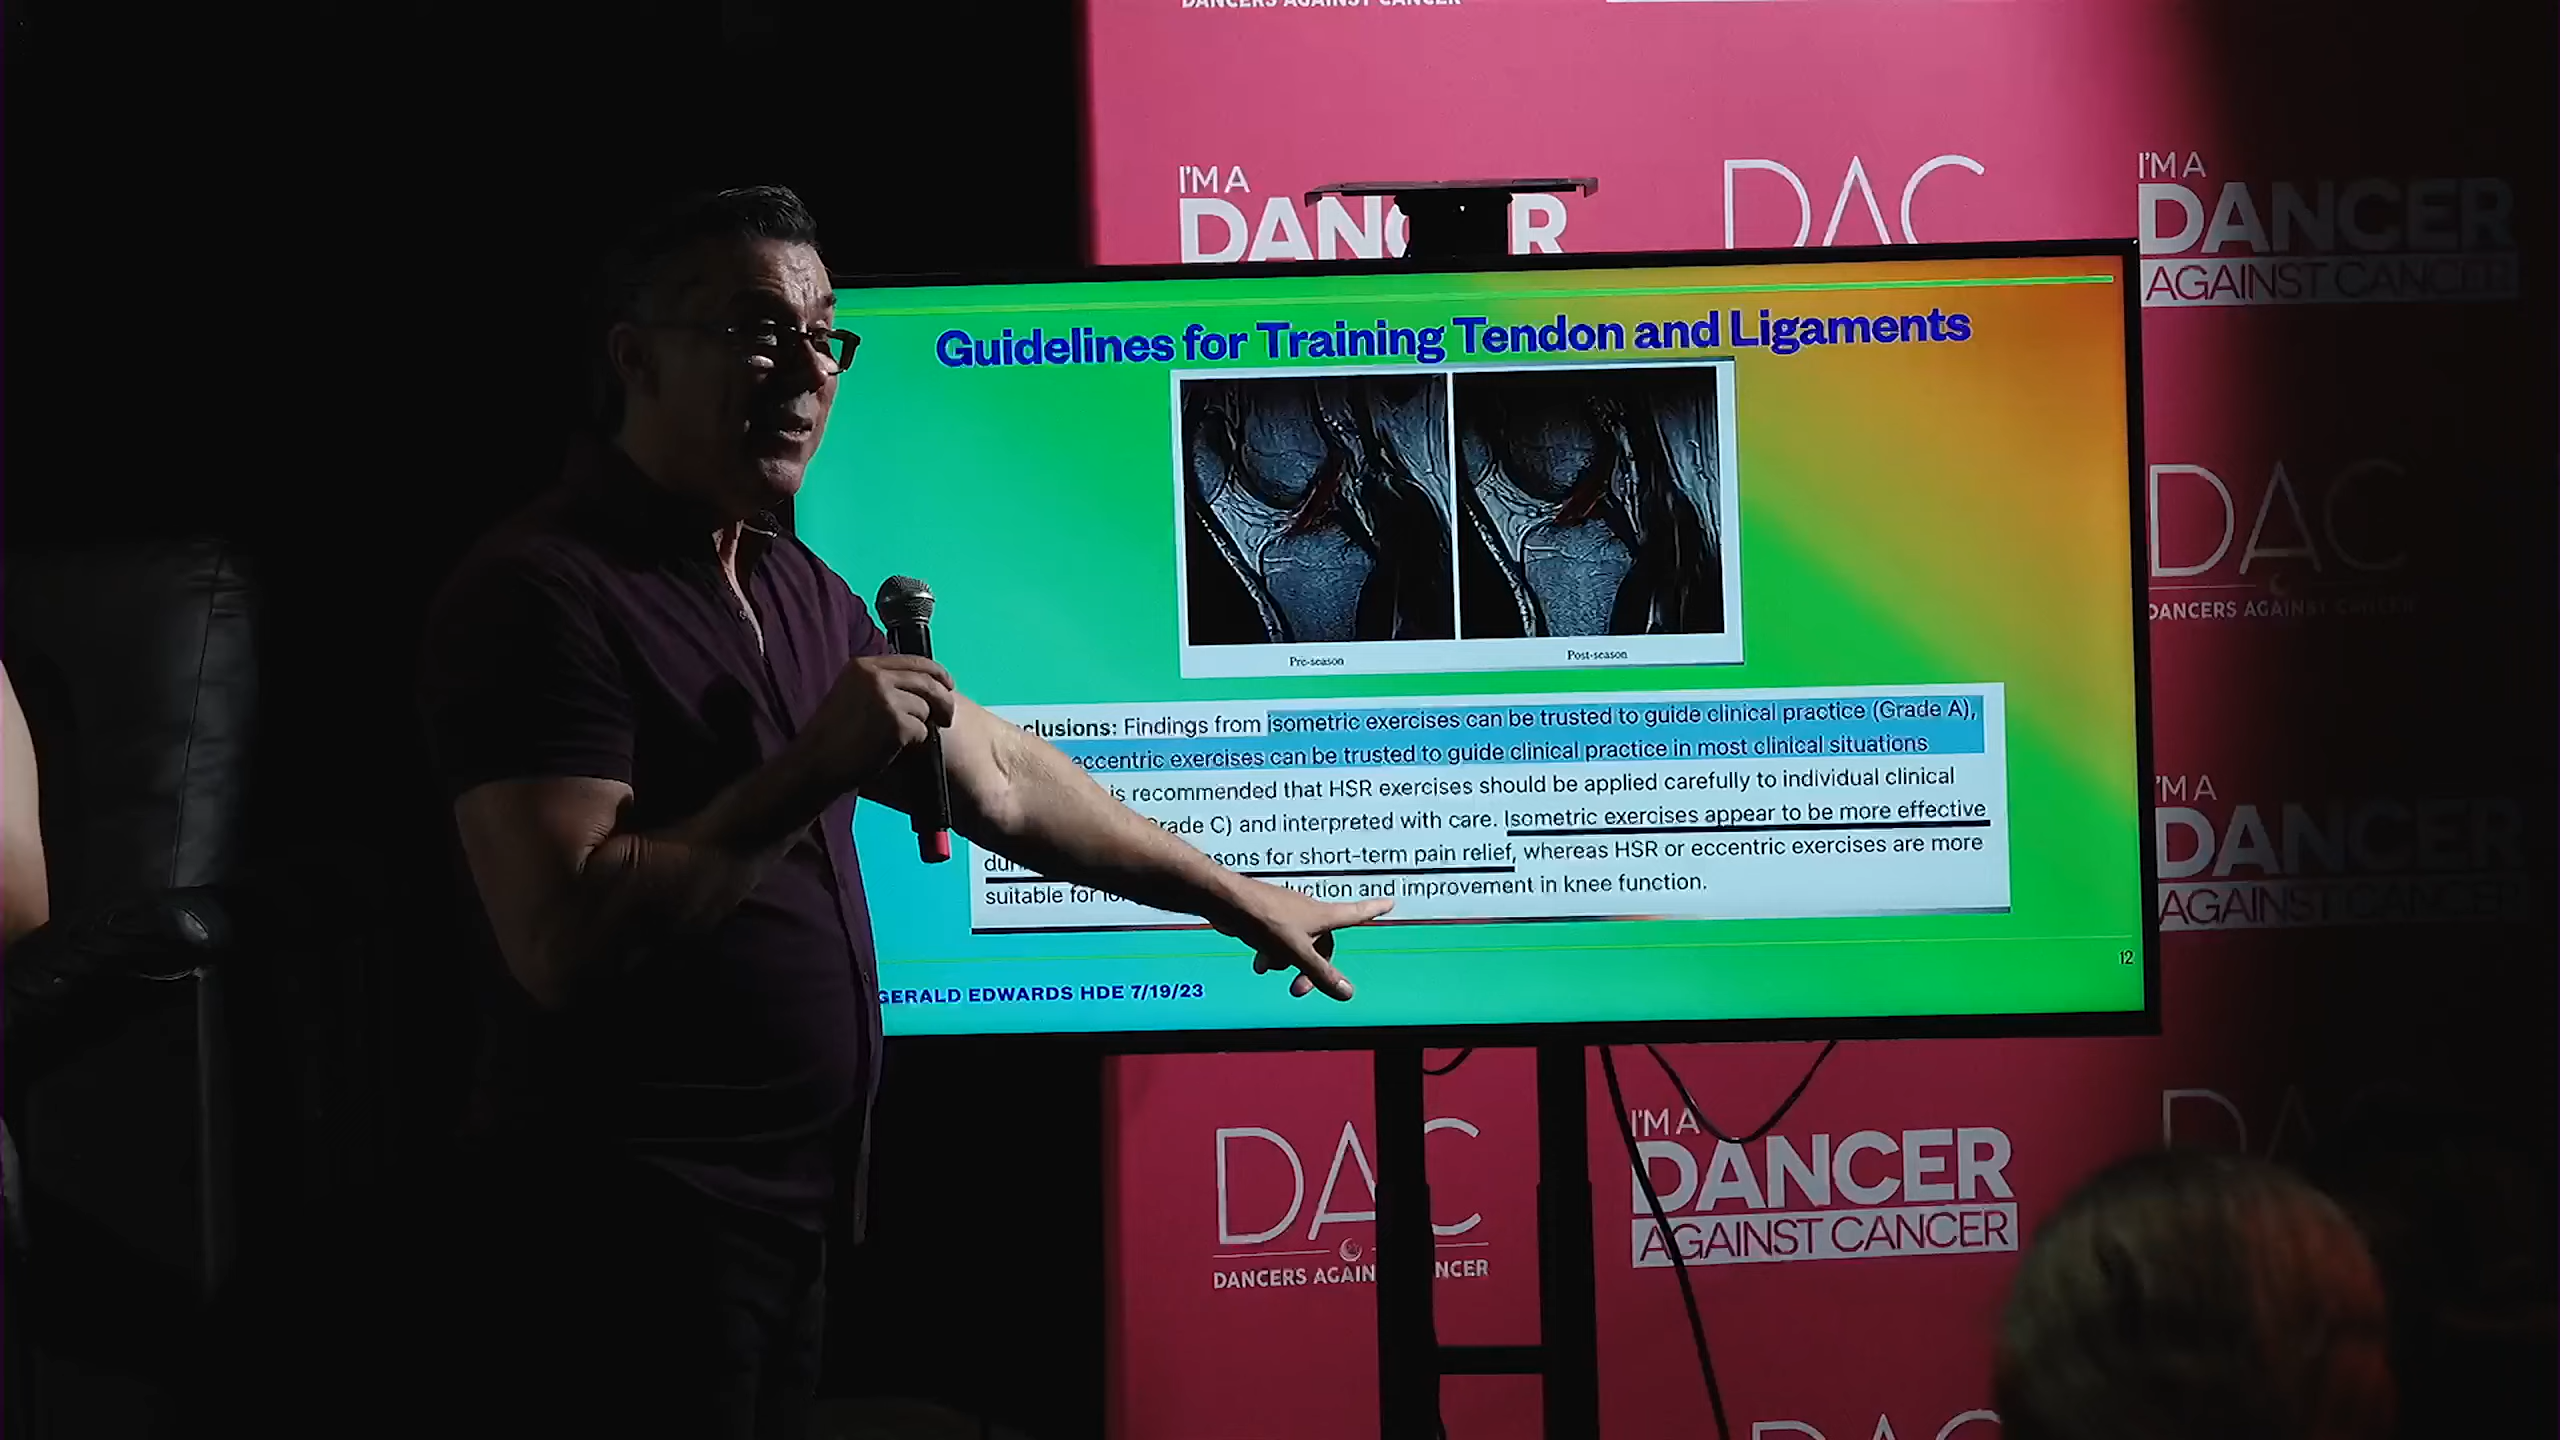 DANCERS AGAINST CANCER
I'M A
DAN R
DAC
I'M A
DANCER
AGAINST CANCER
Guidelines for Training Tendon and Ligaments
Pre-season
Post-season
clusions: Findings from isometric exercises can be trusted to guide clinical practice (Grade A),
eccentric exercises can be trusted to guide clinical practice in most clinical situations
is recommended that HSR exercises should be applied carefully to individual clinical
rade C) and interpreted with care. Isometric exercises appear to be more effective
sons for short-term pain relief, whereas HSR or eccentric exercises are more
suitable for uction and improvement in knee function.
GERALD EDWARDS HDE 7/19/23
12
DAC
DANCERS AGAINST CANCER
'M A
DANCER
AGAINST CANCER
DAC
DANCERS AGAIN NCER
I'M A
DANCER
AGAINST CANCER
DAC
DAC